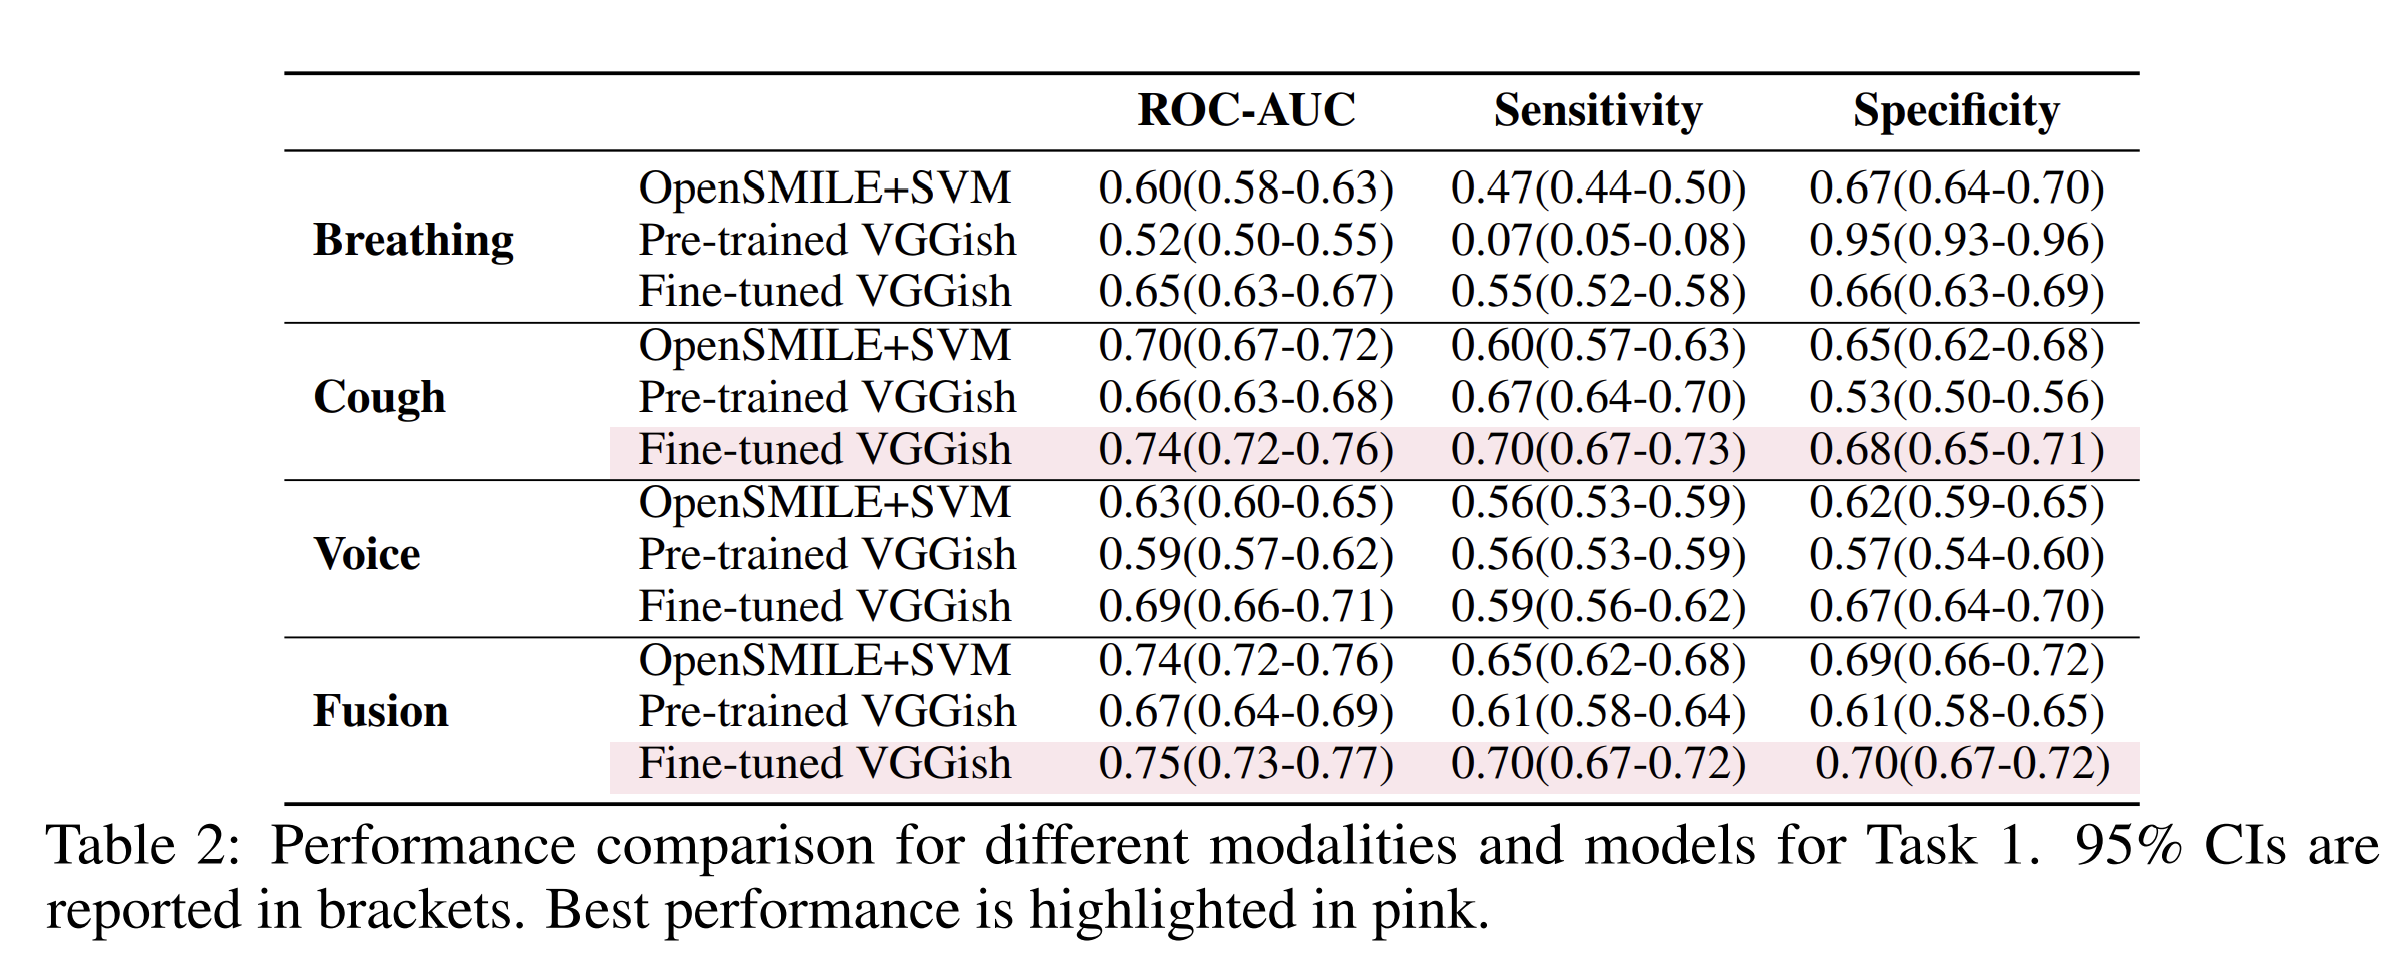 ROC-AUC Sensitivity Specificity
OpenSMILE+SVM 0.60(0.58-0.63) 0.47(0.44-0.50) 0.67(0.64-0.70)
Breathing Pre-trained VGGish 0.52(0.50-0.55) 0.07(0.05-0.08) 0.95(0.93-0.96)
Fine-tuned VGGish 0.65(0.63-0.67) 0.55(0.52-0.58) 0.66(0.63-0.69)
OpenSMILE+SVM 0.70(0.67-0.72) 0.60(0.57-0.63) 0.65(0.62-0.68)
Cough Pre-trained VGGish 0.66(0.63-0.68) 0.67(0.64-0.70) 0.53(0.50-0.56)
Fine-tuned VGGish 0.74(0.72-0.76) 0.70(0.67-0.73) 0.68(0.65-0.71)
OpenSMILE+SVM 0.63(0.60-0.65) 0.56(0.53-0.59) 0.62(0.59-0.65)
Voice Pre-trained VGGish 0.59(0.57-0.62) 0.56(0.53-0.59) 0.57(0.54-0.60)
Fine-tuned VGGish 0.69(0.66-0.71) 0.59(0.56-0.62) 0.67(0.64-0.70)
OpenSMILE+SVM 0.74(0.72-0.76) 0.65(0.62-0.68) 0.69(0.66-0.72)
Fusion Pre-trained VGGish 0.67(0.64-0.69) 0.61(0.58-0.64) 0.61(0.58-0.65)
Fine-tuned VGGish 0.75(0.73-0.77) 0.70(0.67-0.72) 0.70(0.67-0.72)
Table 2: Performance comparison for different modalities and models for Task 1. 95% CIs are
reported in brackets. Best performance is highlighted in pink.